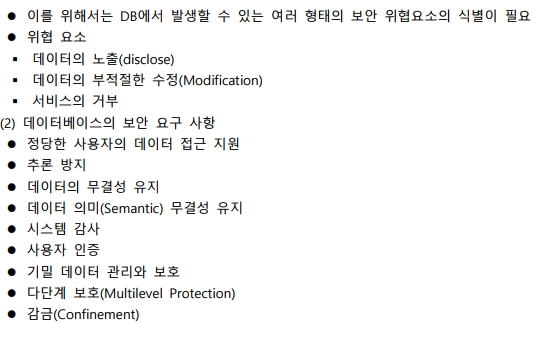 ● 이를 위해서는 DB에서 발생할 수 있는 여러 형태의 보안 위협요소의 식별이 필요
● 위협 요소
▪ 데이터의 노출(disclose)
▪ 데이터의 부적절한 수정(Modification)
▪ 서비스의 거부
(2) 데이터베이스의 보안 요구 사항
● 정당한 사용자의 데이터 접근 지원
● 추론 방지
● 데이터의 무결성 유지
● 데이터 의미(Semantic) 무결성 유지
● 시스템 감사
● 사용자 인증
● 기밀 데이터 관리와 보호
● 다단계 보호(Multilevel Protection)
● 감금(Confinement)